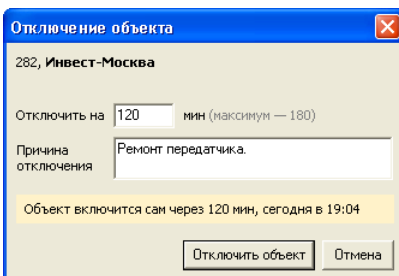 Отключение объекта
282, Инвест-Москва
Отключить на 120 мин (максимум — 180)
Причина отключения
Ремонт передатчика.
Объект включится сам через 120 мин, сегодня в 19:04
Отключить объект Отмена